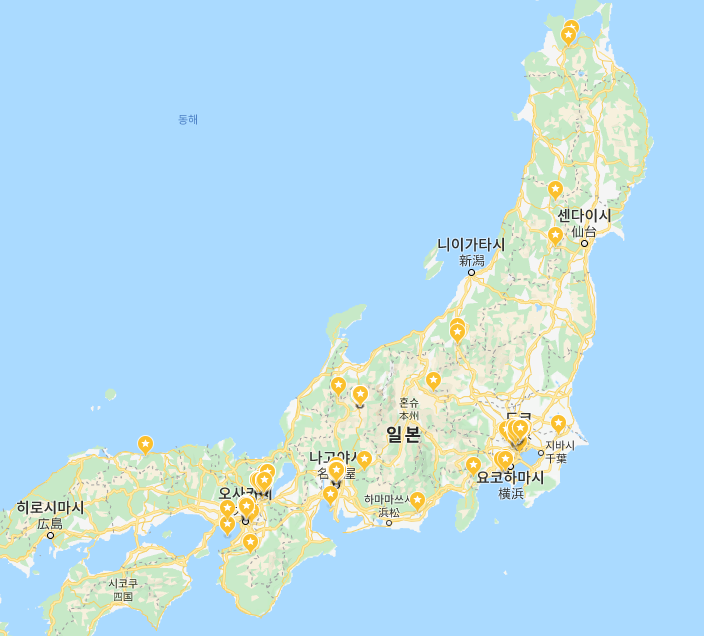 동해
센다이시
仙台
니이가타시
新潟
혼슈
本州
일본
도쿄
지바시
千葉
요코하마시
横浜
나고야시
名 屋
하마마쓰시
浜松
오사카
히로시마시
広島
시코쿠
四国